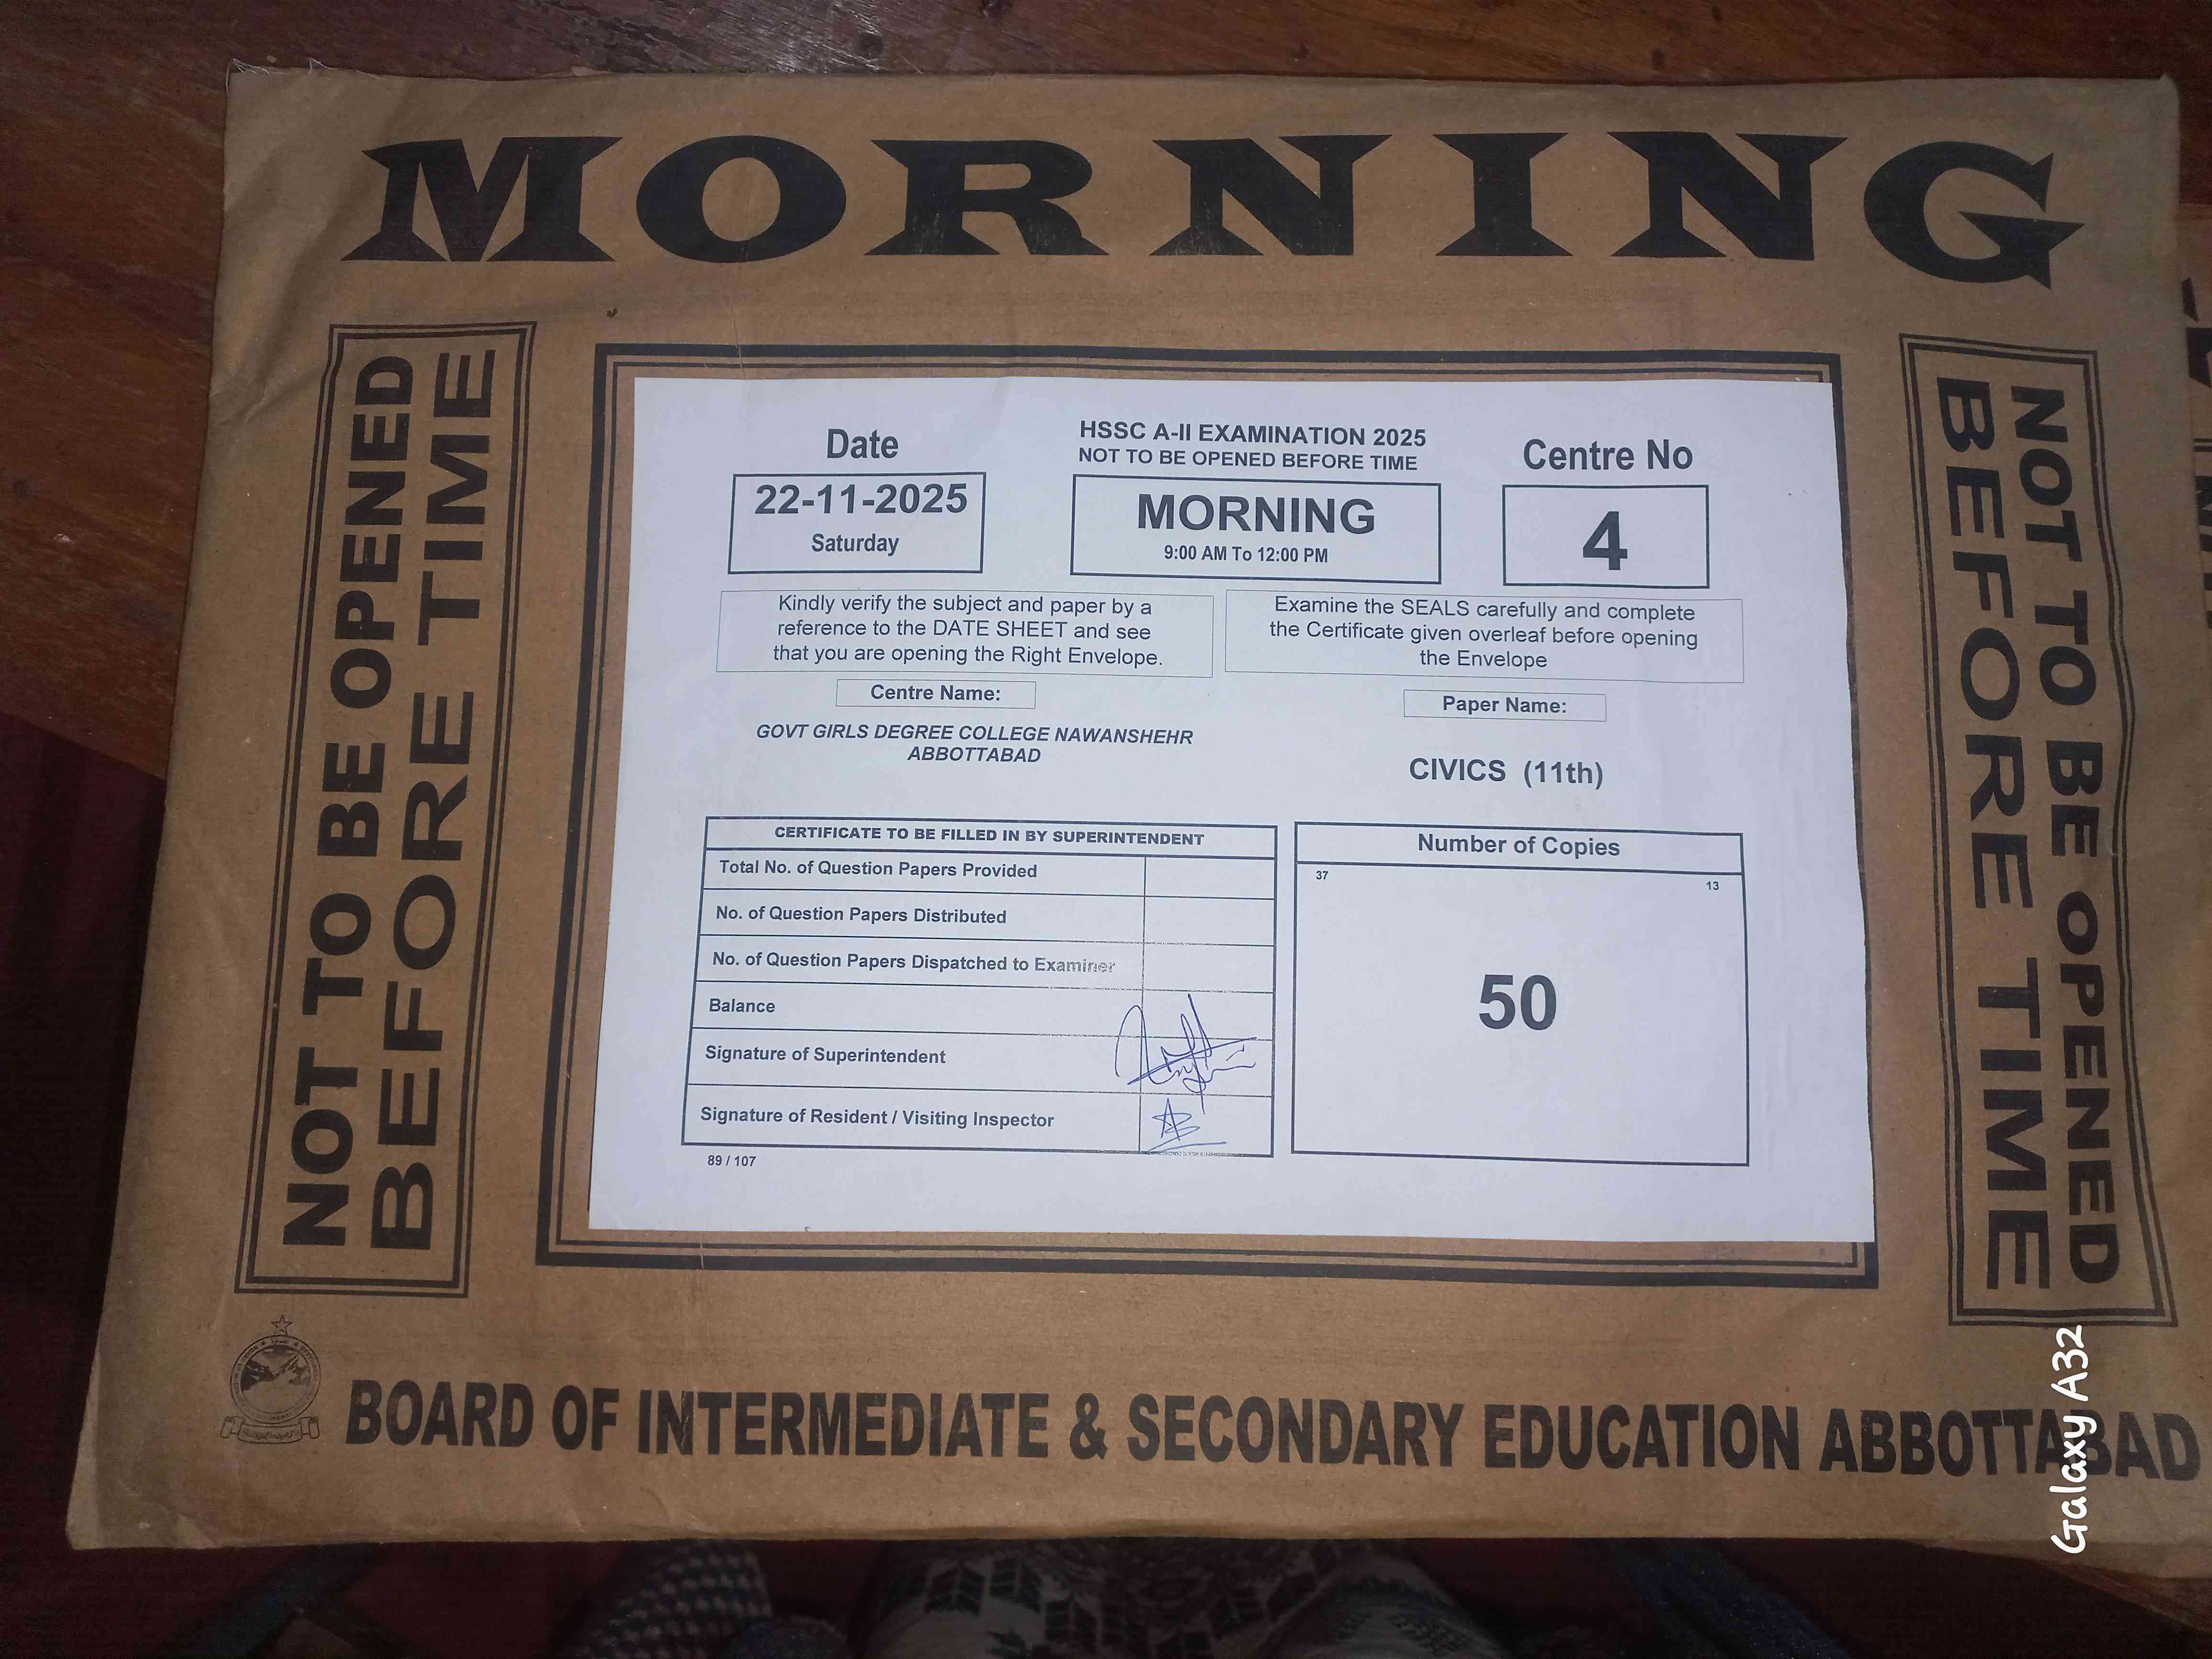 MORNING
NOT TO BE OPENED
BEFORE TIME
Date
22-11-2025
Saturday
HSSC A-II EXAMINATION 2025
NOT TO BE OPENED BEFORE TIME
MORNING
9:00 AM To 12:00 PM
Centre No
4
Kindly verify the subject and paper by a
reference to the DATE SHEET and see
that you are opening the Right Envelope.
Examine the SEALS carefully and complete
the Certificate given overleaf before opening
the Envelope
Centre Name:
GOVT GIRLS DEGREE COLLEGE NAWANSHEHR
ABBOTTABAD
Paper Name:
CIVICS (11th)
CERTIFICATE TO BE FILLED IN BY SUPERINTENDENT
Total No. of Question Papers Provided
No. of Question Papers Distributed
No. of Question Papers Dispatched to Examiner
Balance
Signature of Superintendent
Signature of Resident / Visiting Inspector
89 / 107
Number of Copies
37
13
50
NOT TO BE OPENED
BEFORE TIME
BOARD OF INTERMEDIATE & SECONDARY EDUCATION ABBOTTABAD
Galaxy A32